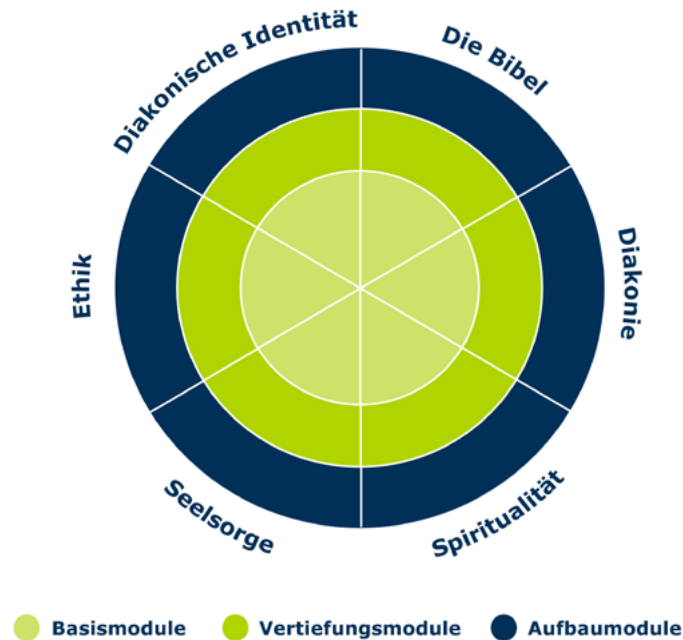 Diakonische Identität
Die Bibel
Diakonie
Spiritualität
Seelsorge
Ethik
Basismodule
Vertiefungsmodule
Aufbaumodule